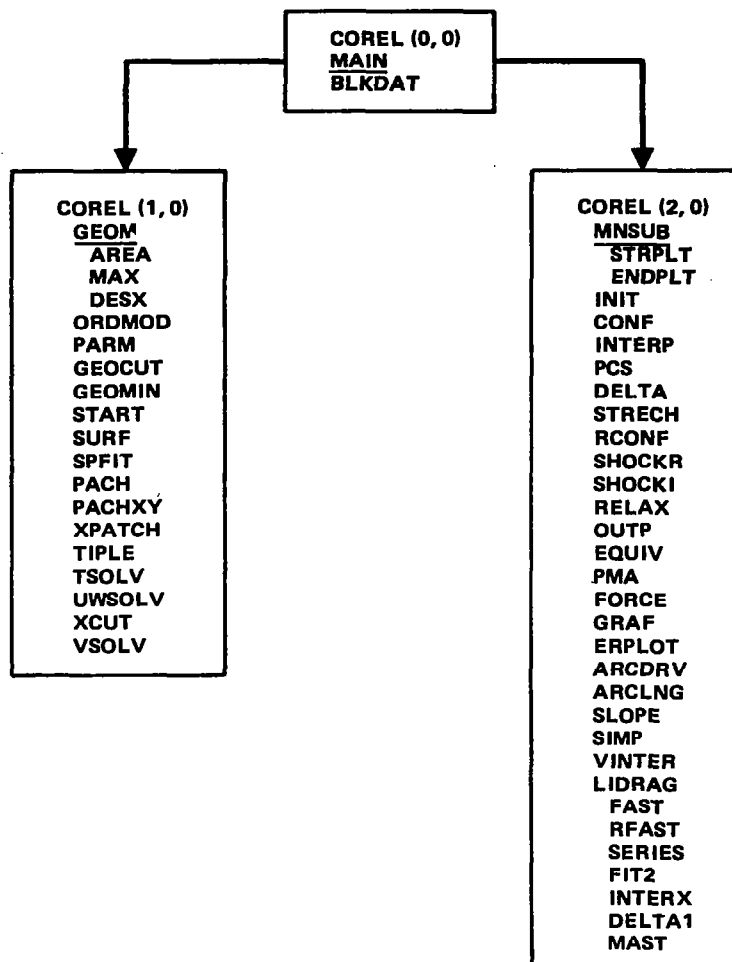 COREL (0, 0)
MAIN
BLKDAT
COREL (1, 0)
GEOM
AREA
MAX
DESX
ORDMOD
PARM
GEOCUT
GEOMIN
START
SURF
SPFIT
PACH
PACHXY
XPATCH
TIPLE
TSOLV
UWSOLV
XCUT
VSOLV
COREL (2, 0)
MNSUB
STRPLT
ENDPLT
INIT
CONF
INTERP
PCS
DELTA
STRECH
RCONF
SHOCKR
SHOCKI
RELAX
OUTP
EQUIV
PMA
FORCE
GRAF
ERPLOT
ARCDRV
ARCLNG
SLOPE
SIMP
VINTER
LIDRAG
FAST
RFAST
SERIES
FIT2
INTERX
DELTA1
MAST